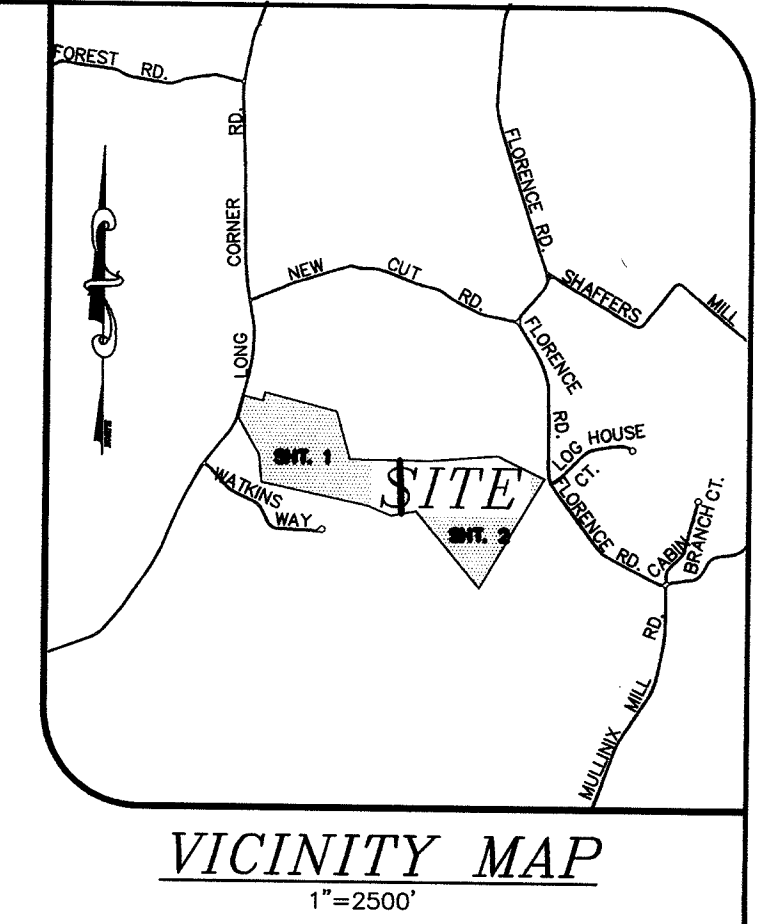 FOREST RD.
LONG CORNER RD.
FLORENCE RD.
NEW CUT RD.
SHAFFERS MILL
FLORENCE RD.
LOG HOUSE CT.
SHT. 1
SITE
SHT. 2
WATKINS WAY
FLORENCE RD.
CABIN BRANCH CT.
MULLINIX MILL RD.
VICINITY MAP
1"=2500'